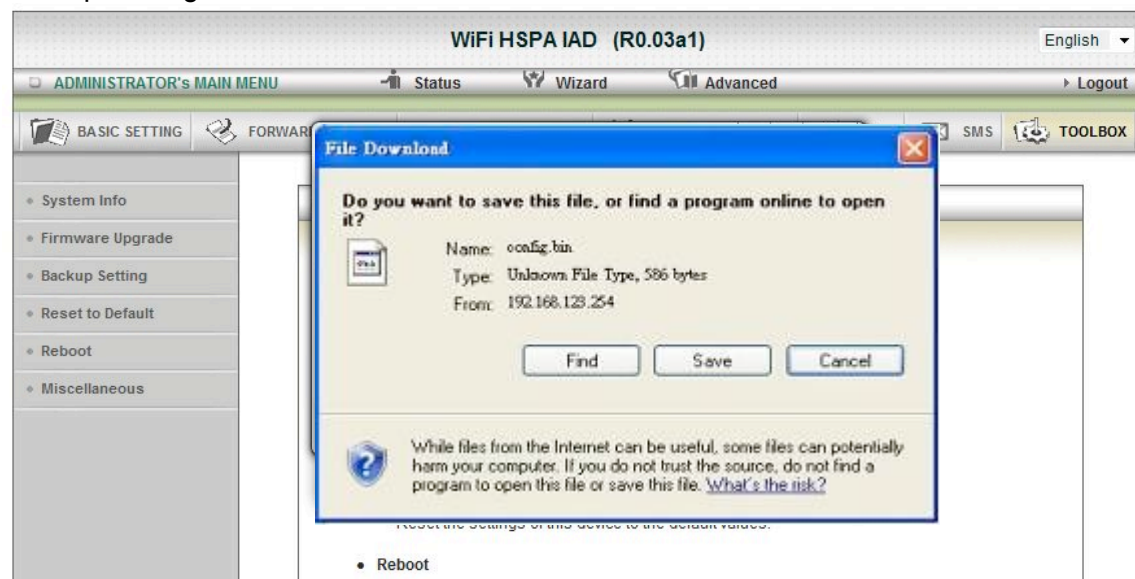 WiFi HSPA IAD (R0.03a1)
English
ADMINISTRATOR's MAIN MENU Status Wizard Advanced Logout
BASIC SETTING SMS TOOLBOX
File Download
Do you want to save this file, or find a program online to open
it?
Name: config.bin
Type: Unknown File Type, 586 bytes
From: 192.168.123.254
Find Save Cancel
While files from the Internet can be useful, some files can potentially
harm your computer. If you do not trust the source, do not find a
program to open this file or save this file. What's the risk?
System Info
Firmware Upgrade
Backup Setting
Reset to Default
Reboot
Miscellaneous
Reset the settings of this device to the default values.
• Reboot